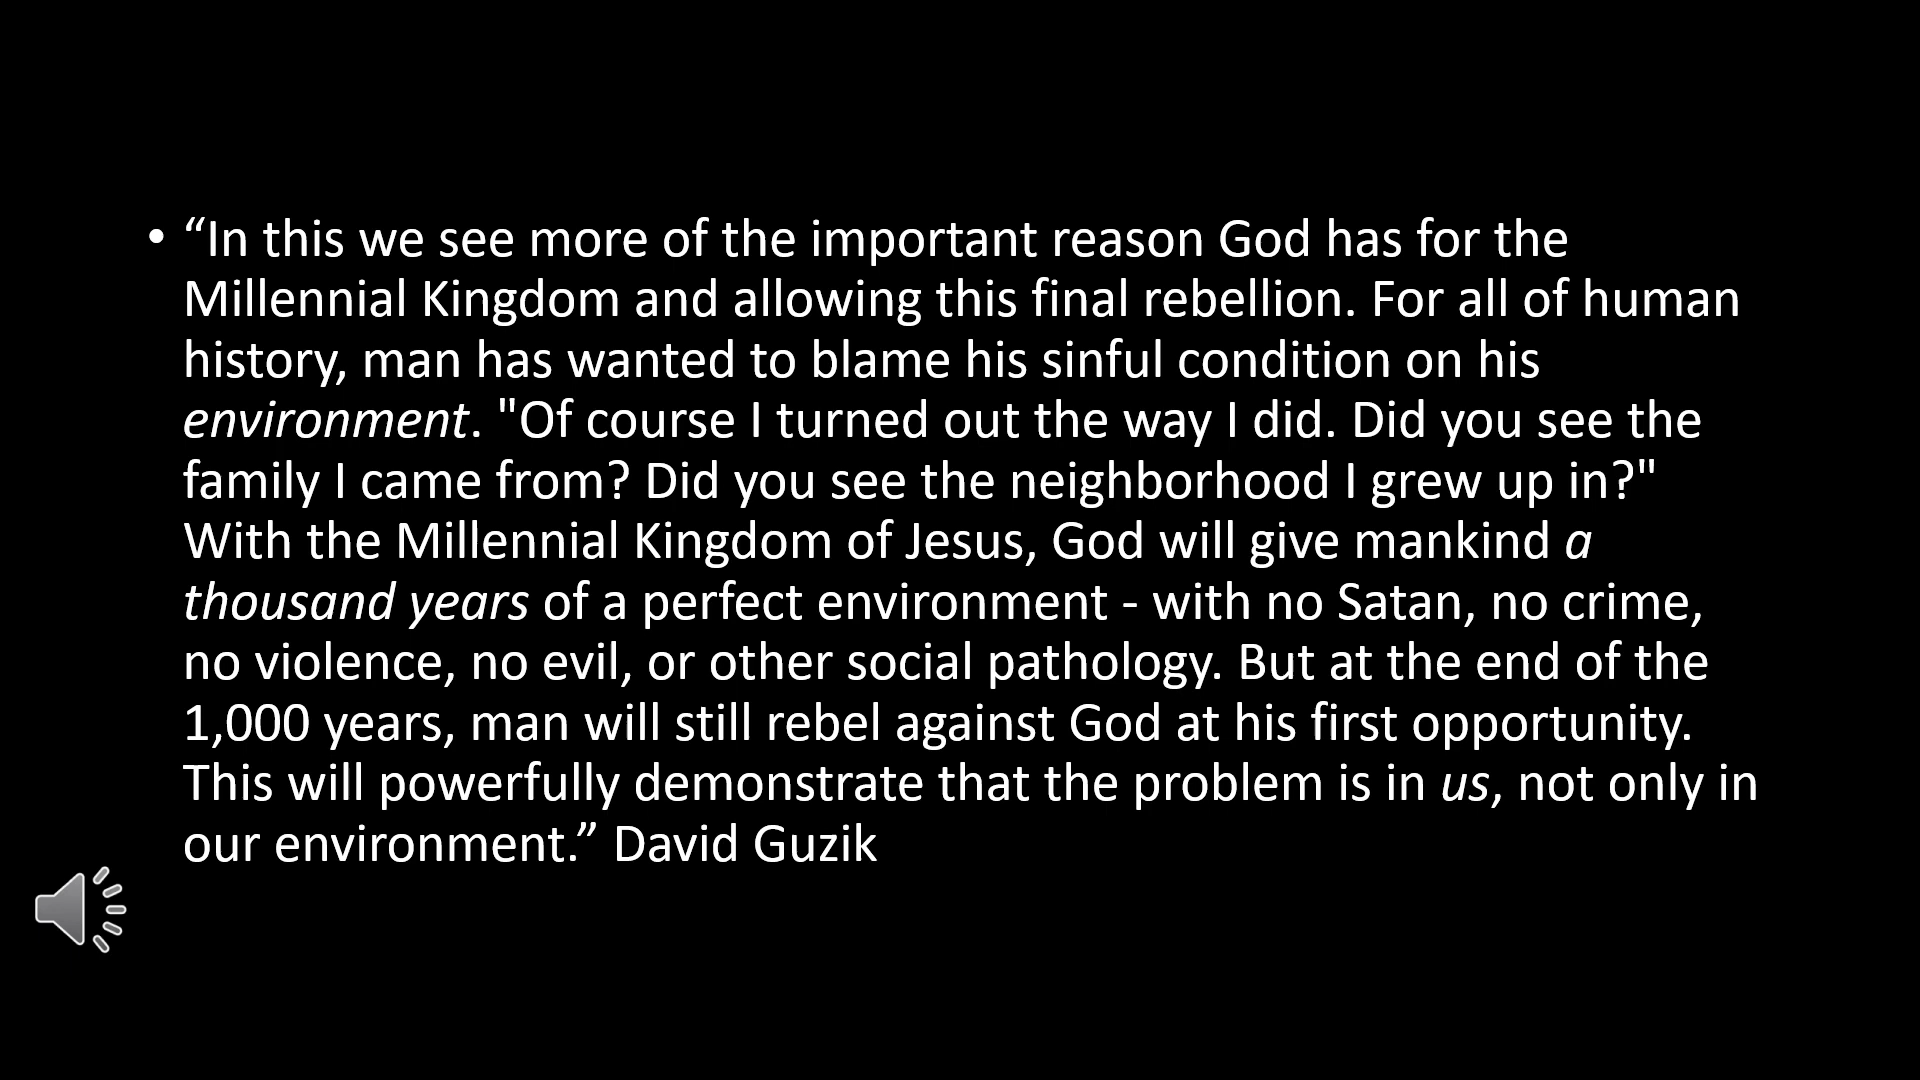 • “In this we see more of the important reason God has for the
Millennial Kingdom and allowing this final rebellion. For all of human
history, man has wanted to blame his sinful condition on his
environment. "Of course I turned out the way I did. Did you see the
family I came from? Did you see the neighborhood I grew up in?"
With the Millennial Kingdom of Jesus, God will give mankind a
thousand years of a perfect environment - with no Satan, no crime,
no violence, no evil, or other social pathology. But at the end of the
1,000 years, man will still rebel against God at his first opportunity.
This will powerfully demonstrate that the problem is in us, not only in
our environment.” David Guzik